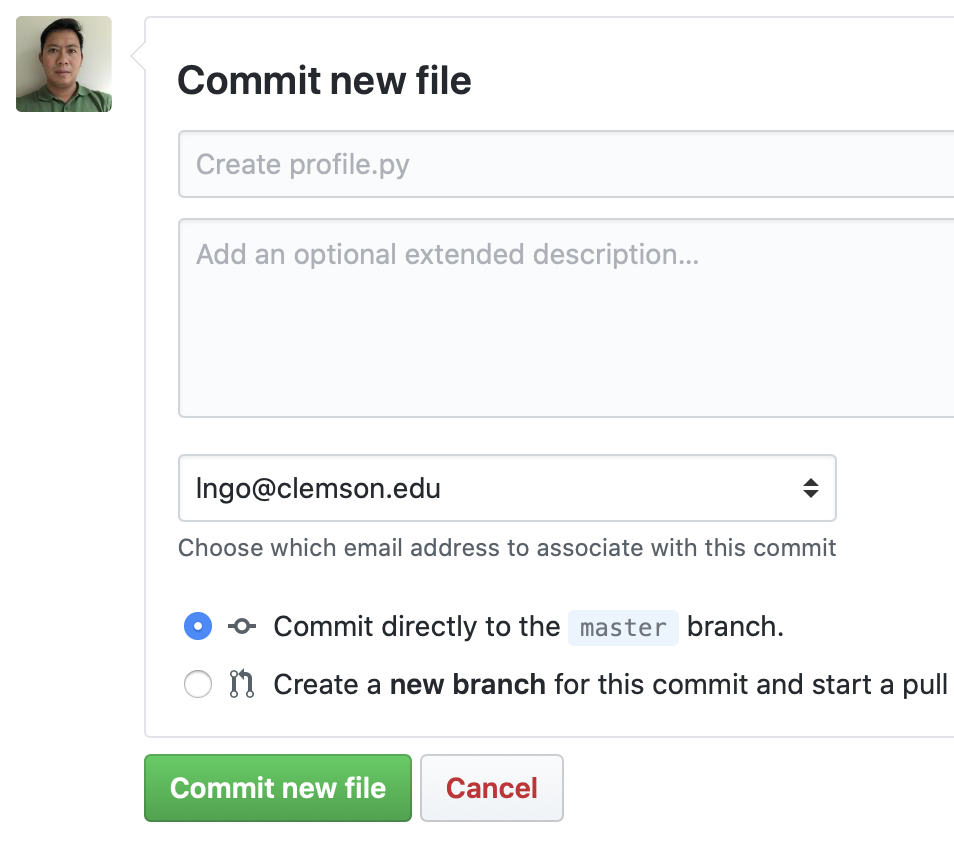 Commit new file
Create profile.py
Add an optional extended description...
lngo@clemson.edu
Choose which email address to associate with this commit
Commit directly to the master branch.
Create a new branch for this commit and start a pull
Commit new file
Cancel